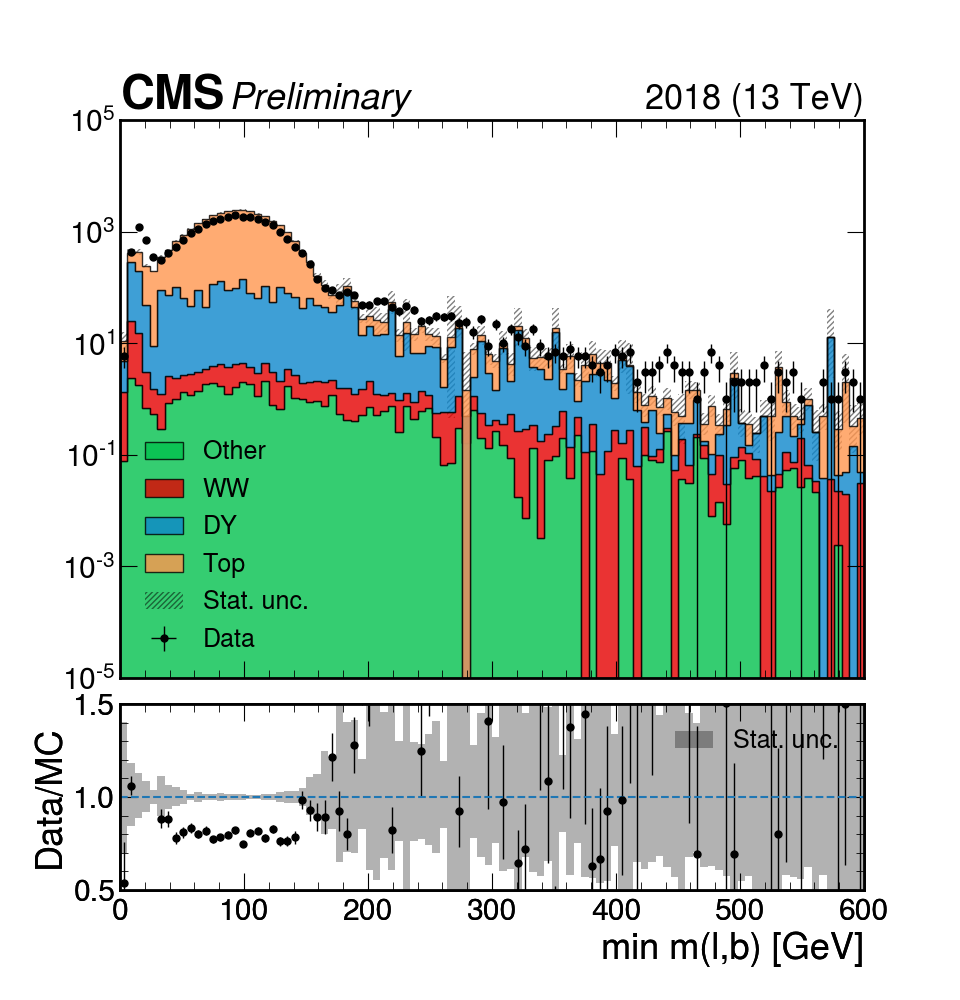 CMS Preliminary 2018 (13 TeV)
10^5
10^3
10^1
10^-1
10^-3
10^-5
Other
WW
DY
Top
Stat. unc.
Data
1.5
1.0
0.5
Data/MC
Stat. unc.
0 100 200 300 400 500 600
min m(l,b) [GeV]